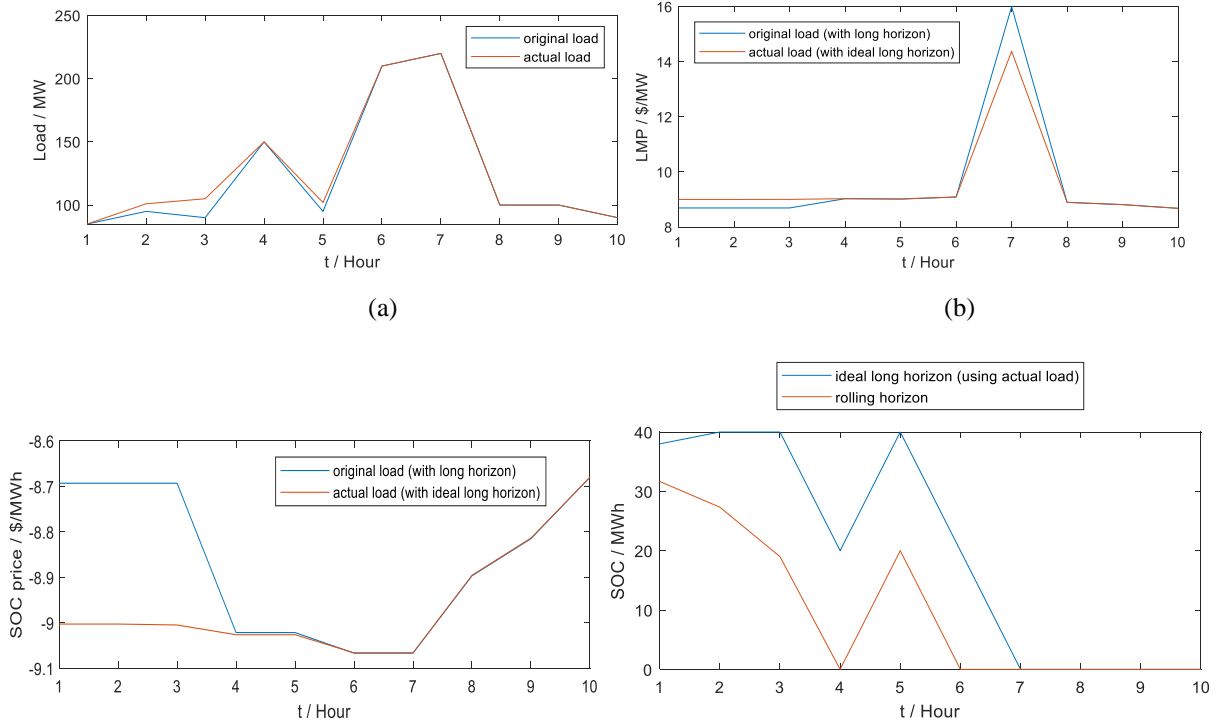 250
200
150
100
Load / MW
original load
actual load
1 2 3 4 5 6 7 8 9 10
t / Hour
(a)
16
14
12
10
8
LMP / $/MW
original load (with long horizon)
actual load (with ideal long horizon)
1 2 3 4 5 6 7 8 9 10
t / Hour
(b)
-8.6
-8.7
-8.8
-8.9
-9
-9.1
SOC price / $/MWh
original load (with long horizon)
actual load (with ideal long horizon)
1 2 3 4 5 6 7 8 9 10
t / Hour
ideal long horizon (using actual load)
rolling horizon
40
30
20
10
0
SOC / MWh
1 2 3 4 5 6 7 8 9 10
t / Hour